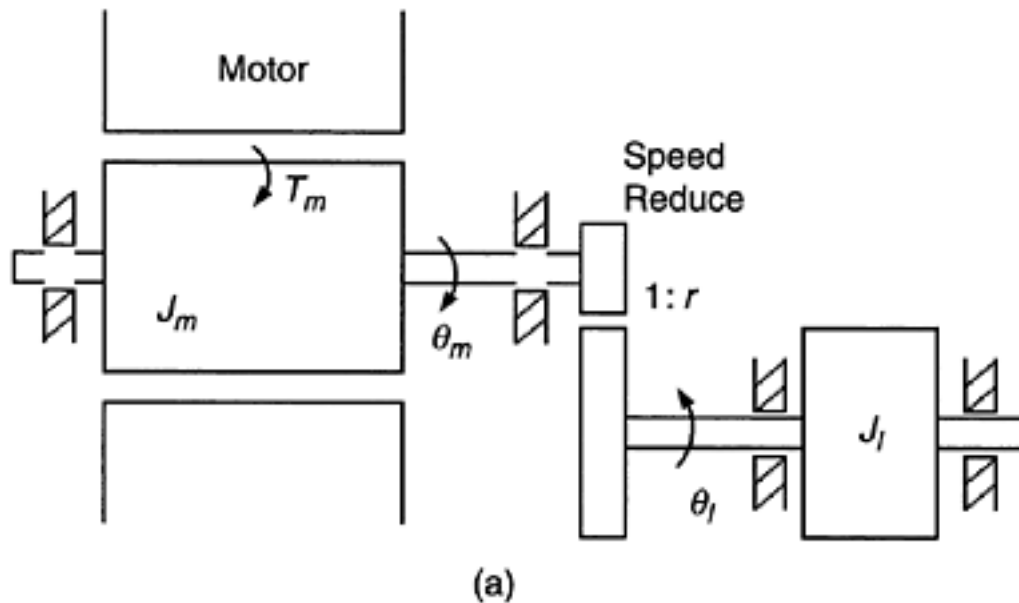 Motor
T_m
Speed
Reduce
J_m
θ_m
1: r
J_l
θ_l
(a)